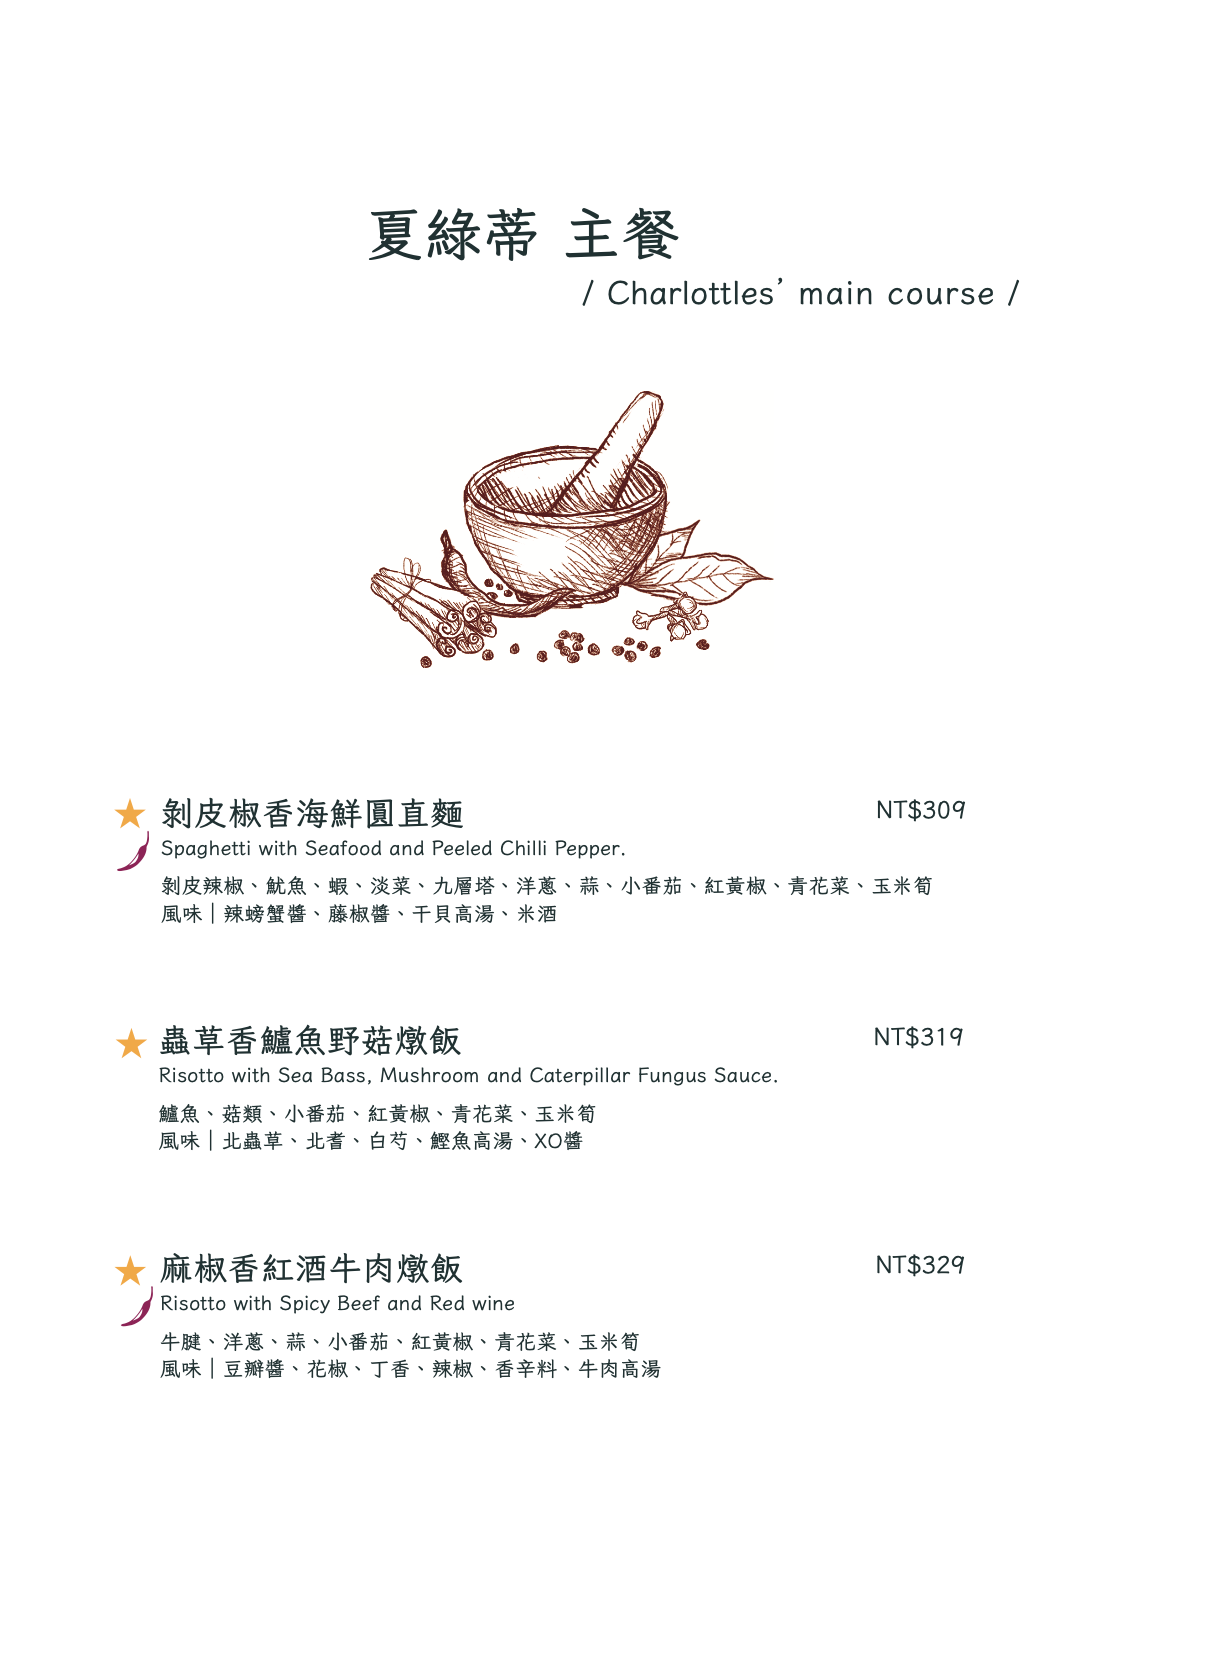 夏綠蒂 主餐
/ Charlottles’ main course /
剝皮椒香海鮮圓直麵
NT$309
Spaghetti with Seafood and Peeled Chilli Pepper.
剝皮辣椒、魷魚、蝦、淡菜、九層塔、洋蔥、蒜、小番茄、紅黃椒、青花菜、玉米筍
風味｜辣螃蟹醬、藤椒醬、干貝高湯、米酒
蟲草香鱸魚野菇燉飯
NT$319
Risotto with Sea Bass, Mushroom and Caterpillar Fungus Sauce.
鱸魚、菇類、小番茄、紅黃椒、青花菜、玉米筍
風味｜北蟲草、北耆、白芍、鰹魚高湯、XO醬
麻椒香紅酒牛肉燉飯
NT$329
Risotto with Spicy Beef and Red wine
牛腱、洋蔥、蒜、小番茄、紅黃椒、青花菜、玉米筍
風味｜豆瓣醬、花椒、丁香、辣椒、香辛料、牛肉高湯